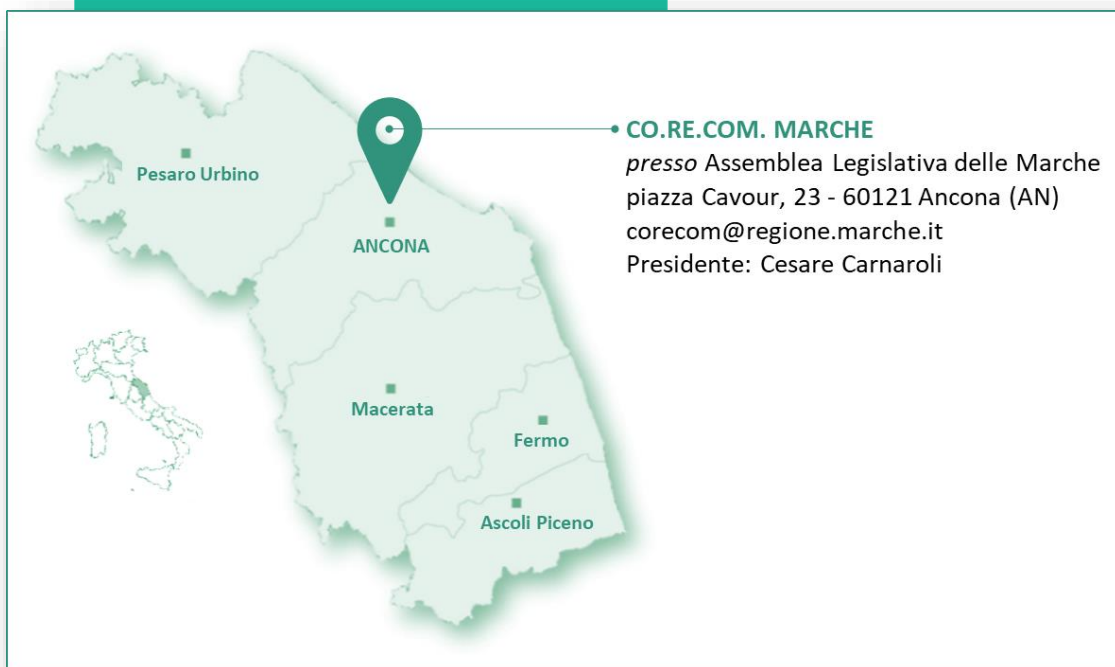 CO.RE.COM. MARCHE
presso Assemblea Legislativa delle Marche
piazza Cavour, 23 - 60121 Ancona (AN)
corecom@regione.marche.it
Presidente: Cesare Carnaroli
Pesaro Urbino
ANCONA
Macerata
Fermo
Ascoli Piceno